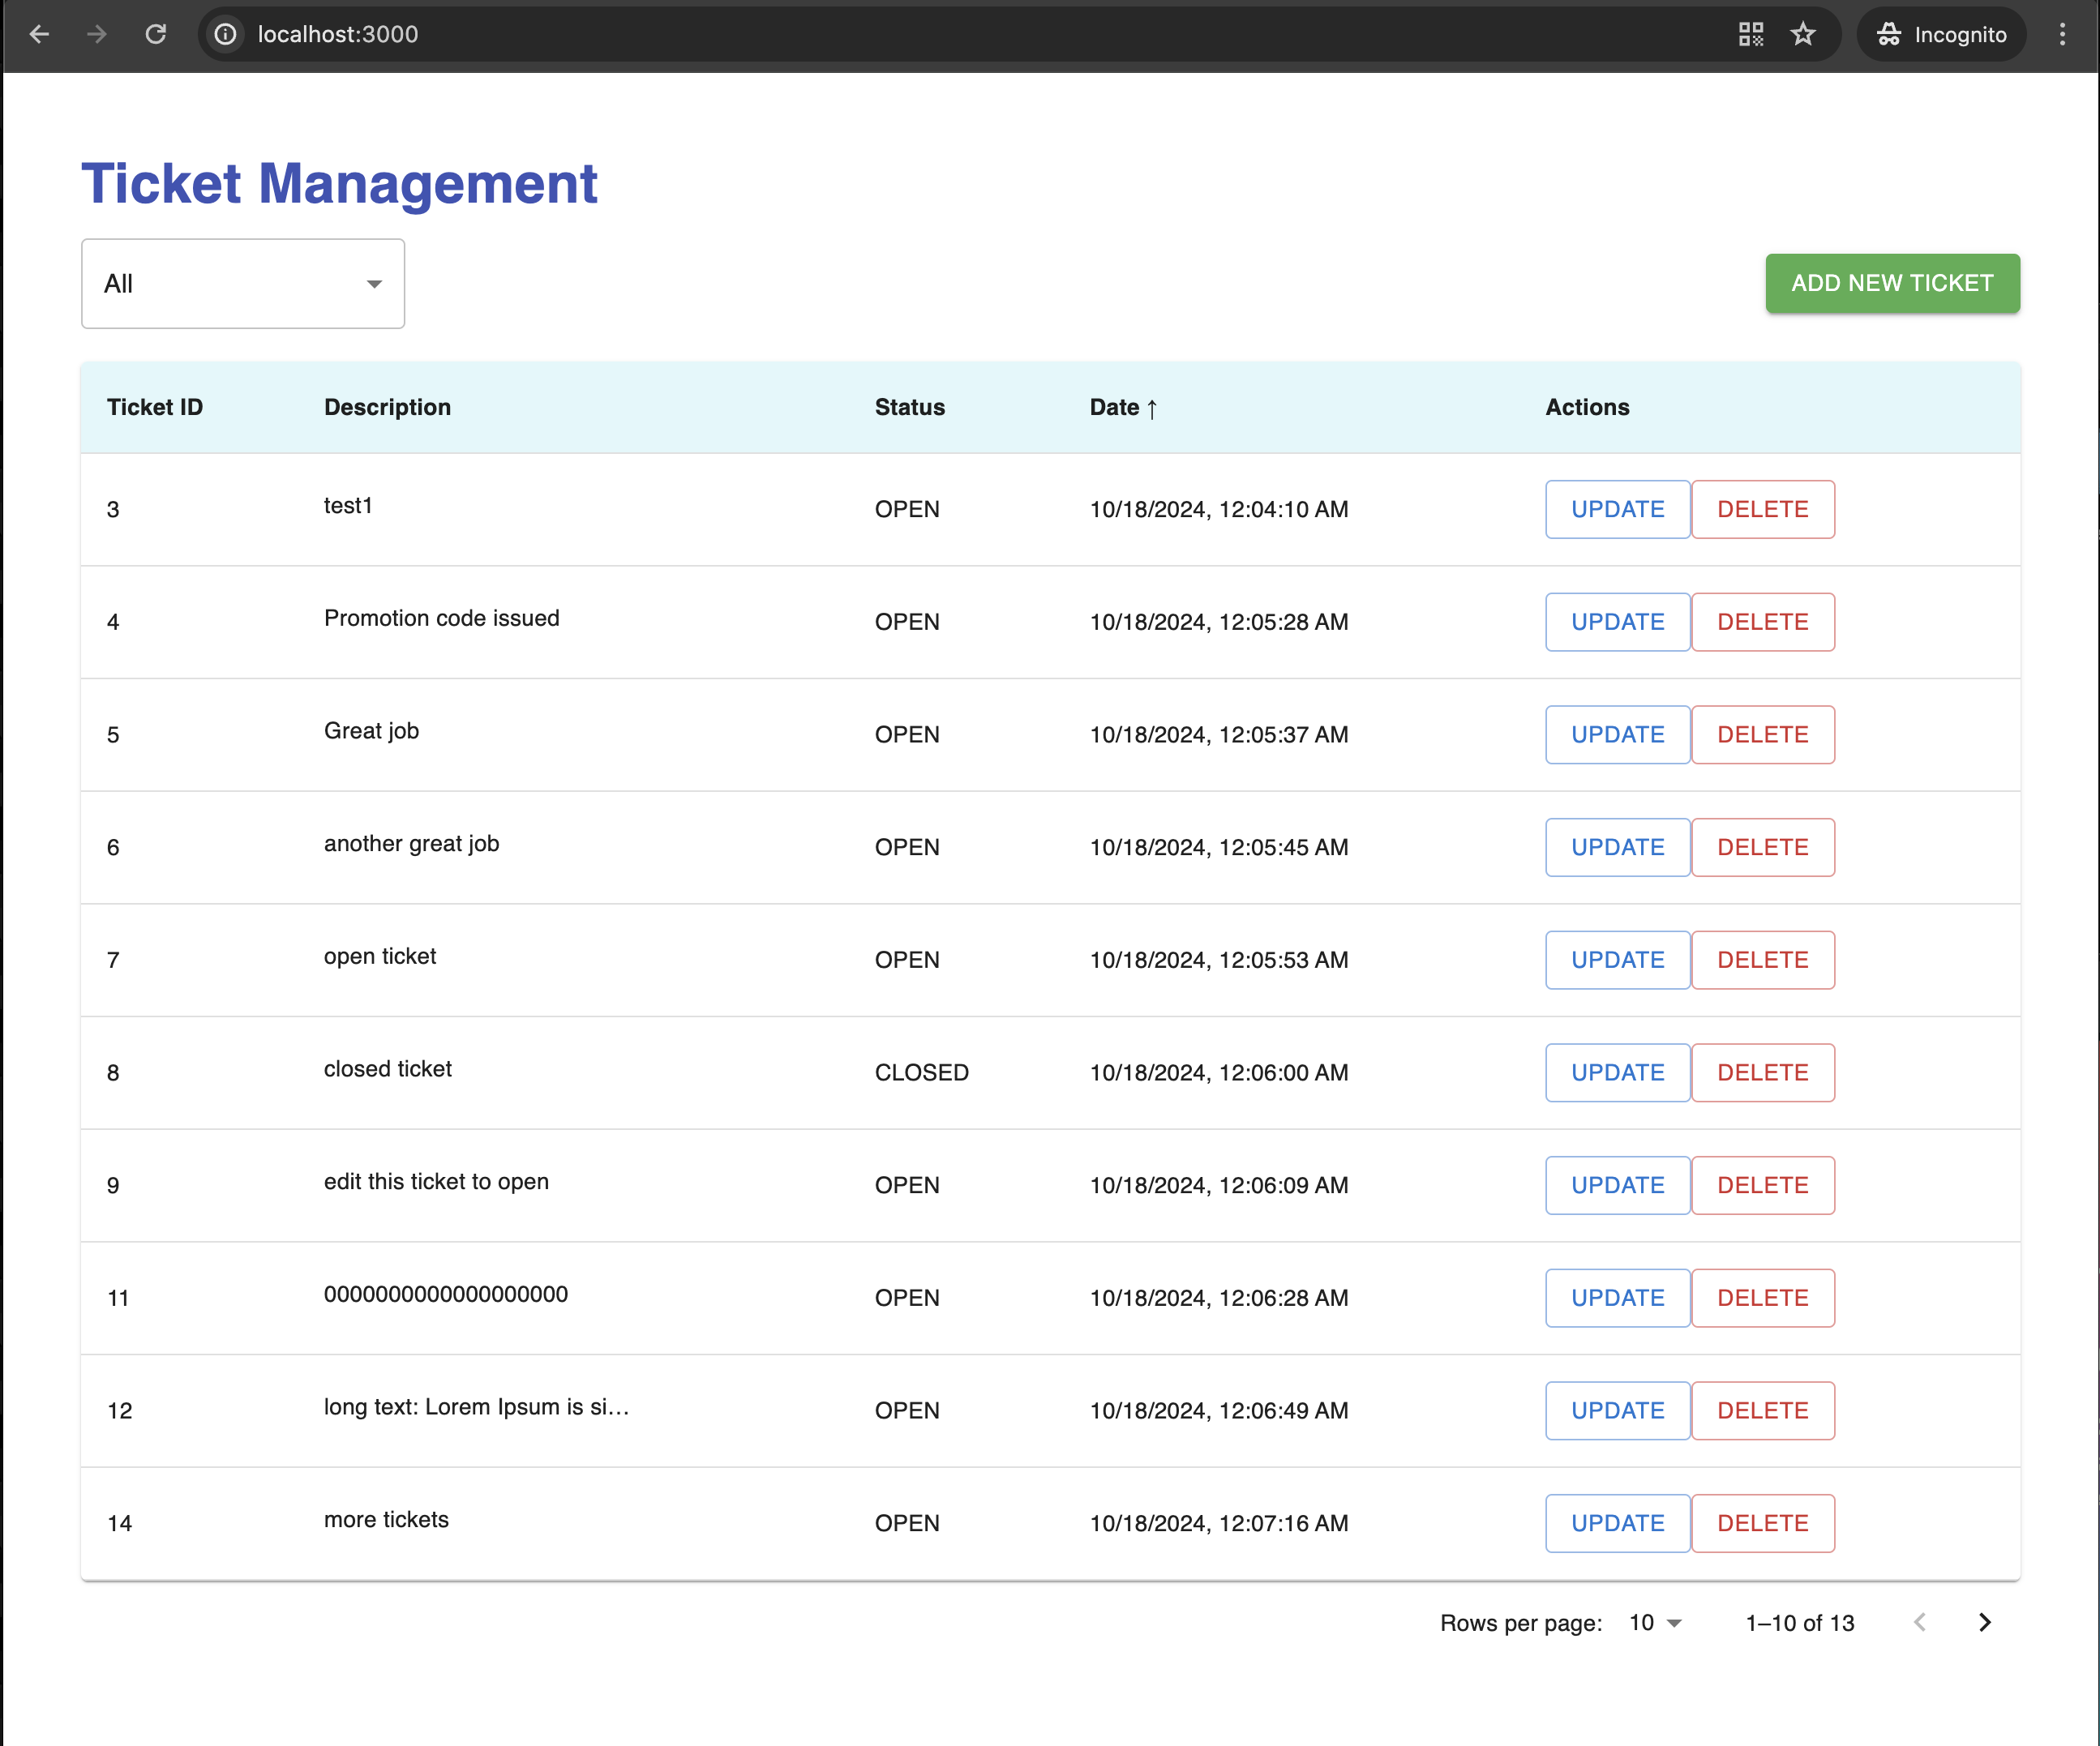 localhost:3000
Incognito
Ticket Management
All
ADD NEW TICKET
Ticket ID Description Status Date ↑ Actions
3 test1 OPEN 10/18/2024, 12:04:10 AM UPDATE DELETE
4 Promotion code issued OPEN 10/18/2024, 12:05:28 AM UPDATE DELETE
5 Great job OPEN 10/18/2024, 12:05:37 AM UPDATE DELETE
6 another great job OPEN 10/18/2024, 12:05:45 AM UPDATE DELETE
7 open ticket OPEN 10/18/2024, 12:05:53 AM UPDATE DELETE
8 closed ticket CLOSED 10/18/2024, 12:06:00 AM UPDATE DELETE
9 edit this ticket to open OPEN 10/18/2024, 12:06:09 AM UPDATE DELETE
11 0000000000000000000 OPEN 10/18/2024, 12:06:28 AM UPDATE DELETE
12 long text: Lorem Ipsum is si... OPEN 10/18/2024, 12:06:49 AM UPDATE DELETE
14 more tickets OPEN 10/18/2024, 12:07:16 AM UPDATE DELETE
Rows per page: 10 1–10 of 13